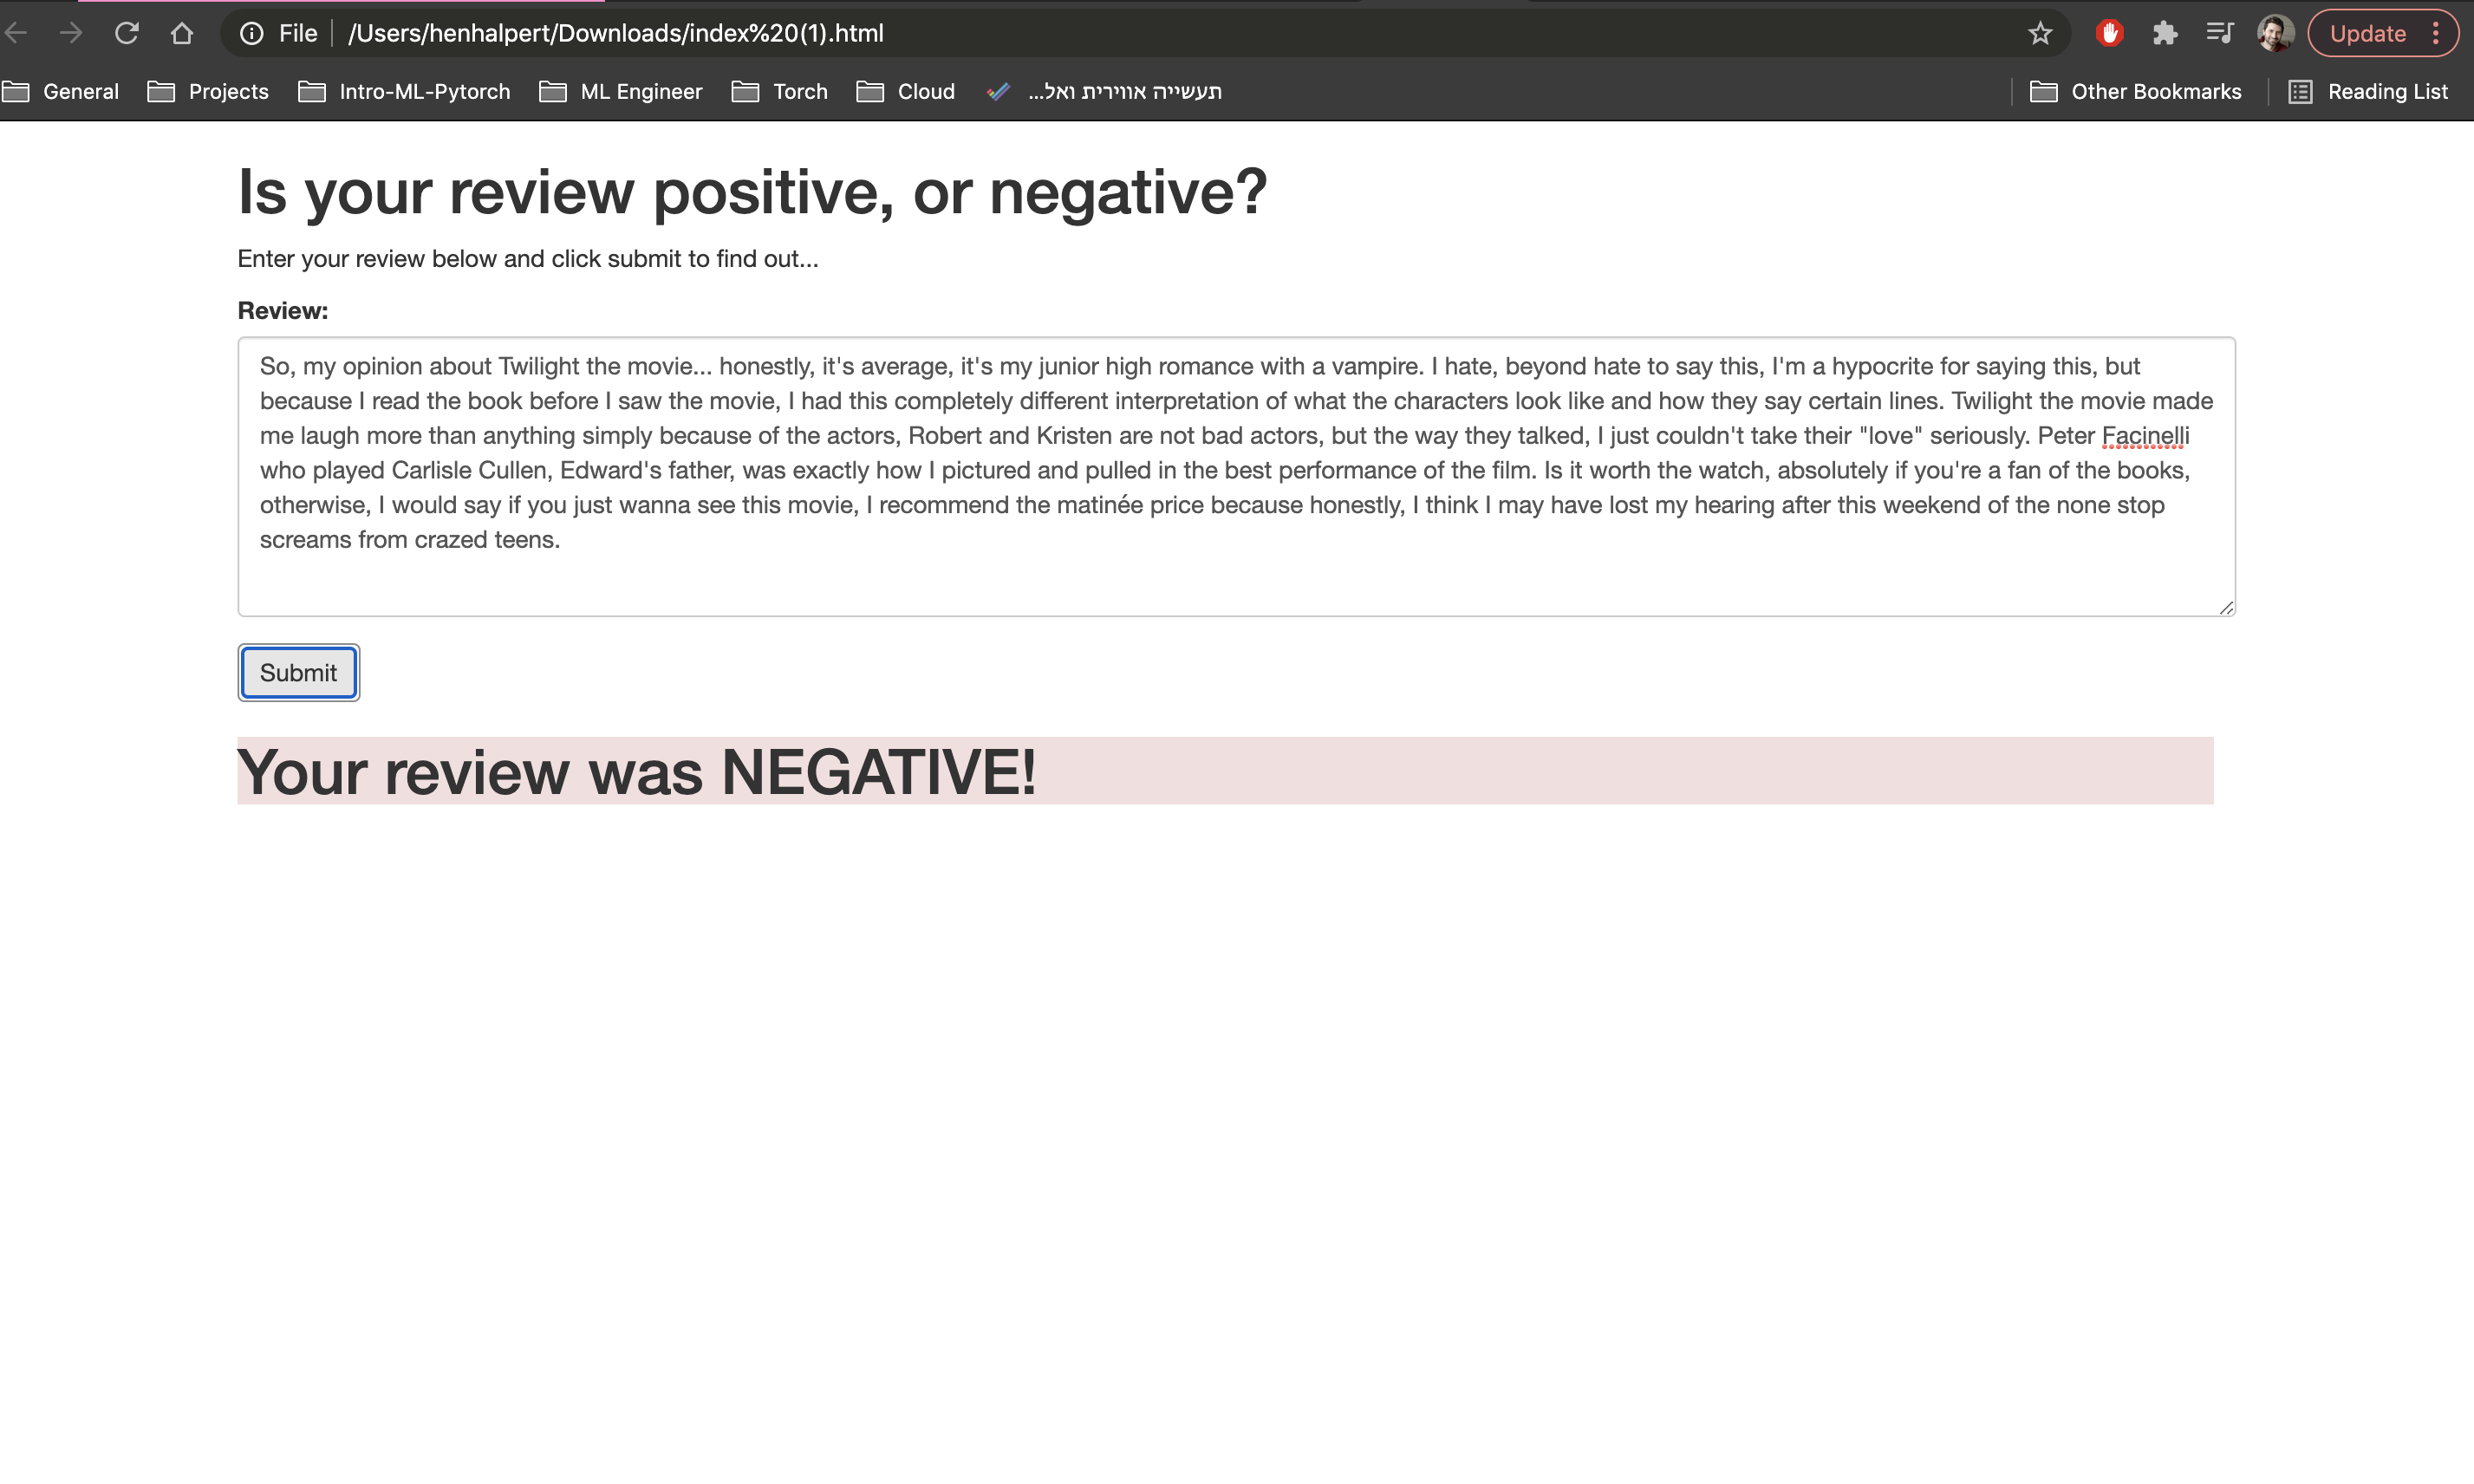 File /Users/henhalpert/Downloads/index%20(1).html Update
General Projects Intro-ML-Pytorch ML Engineer Torch Cloud תעשייה אווירית ואל... Other Bookmarks Reading List
Is your review positive, or negative?
Enter your review below and click submit to find out...
Review:
So, my opinion about Twilight the movie... honestly, it's average, it's my junior high romance with a vampire. I hate, beyond hate to say this, I'm a hypocrite for saying this, but
because I read the book before I saw the movie, I had this completely different interpretation of what the characters look like and how they say certain lines. Twilight the movie made
me laugh more than anything simply because of the actors, Robert and Kristen are not bad actors, but the way they talked, I just couldn't take their "love" seriously. Peter Facinelli
who played Carlisle Cullen, Edward's father, was exactly how I pictured and pulled in the best performance of the film. Is it worth the watch, absolutely if you're a fan of the books,
otherwise, I would say if you just wanna see this movie, I recommend the matinée price because honestly, I think I may have lost my hearing after this weekend of the none stop
screams from crazed teens.
Submit
Your review was NEGATIVE!